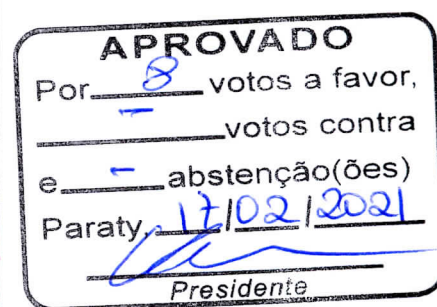 APROVADO
Por 8 votos a favor,
- votos contra
e - abstenção(ões)
Paraty, 17/02/2021
Presidente